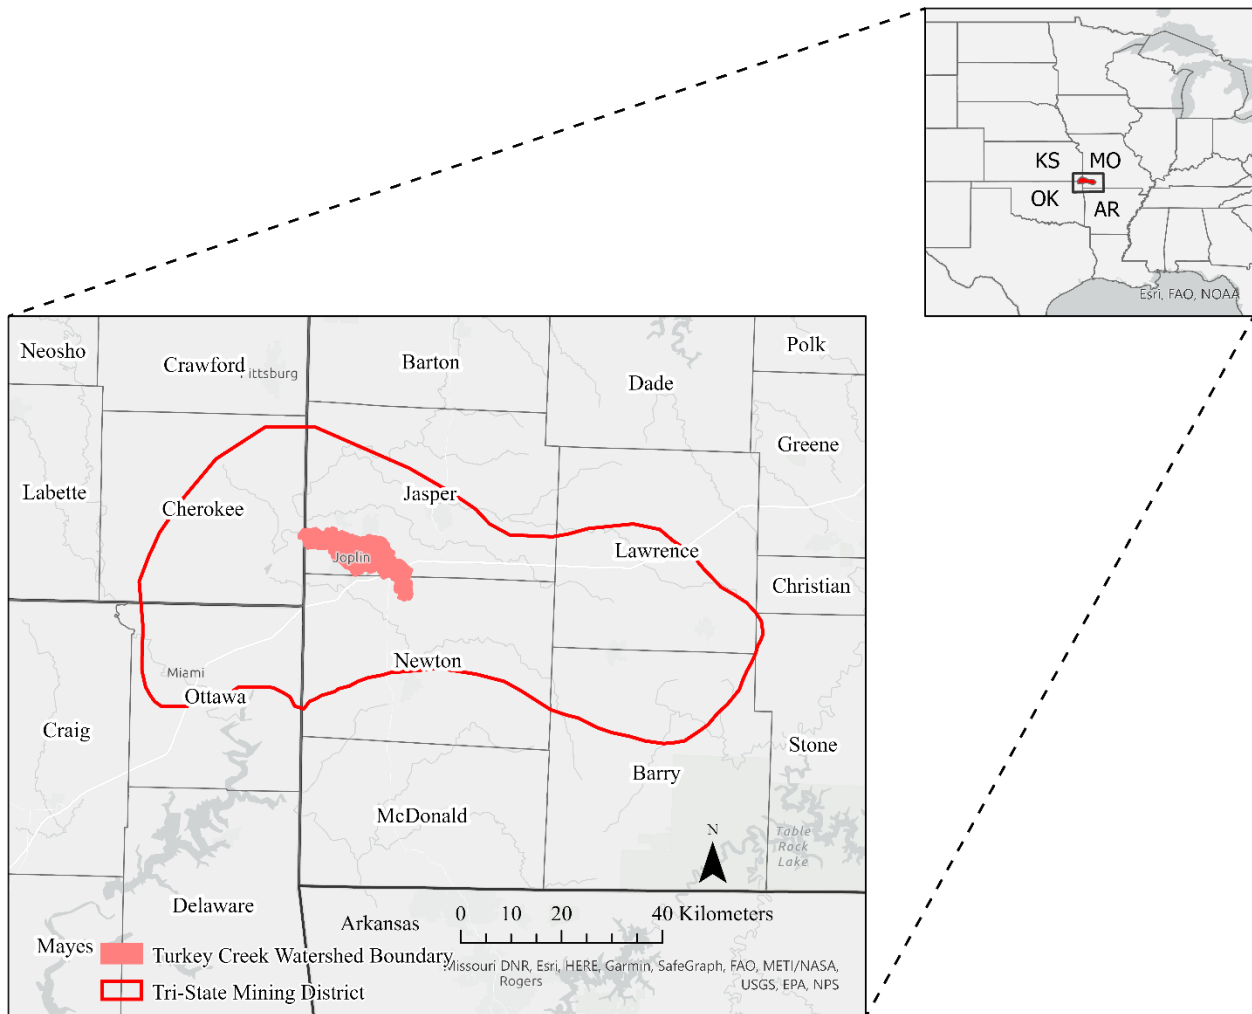 KS MO
OK AR
Esri, FAO, NOAA
Neosho
Crawford
Pittsburg
Barton
Dade
Polk
Greene
Labette
Cherokee
Jasper
Joplin
Lawrence
Christian
Miami
Ottawa
Newton
Craig
Stone
Barry
McDonald
N
Table
Rock
Lake
Delaware
Arkansas
0 10 20 40 Kilometers
Mayes
Turkey Creek Watershed Boundary
Tri-State Mining District
Missouri DNR, Esri, HERE, Garmin, SafeGraph, FAO, METI/NASA,
USGS, EPA, NPS
Rogers